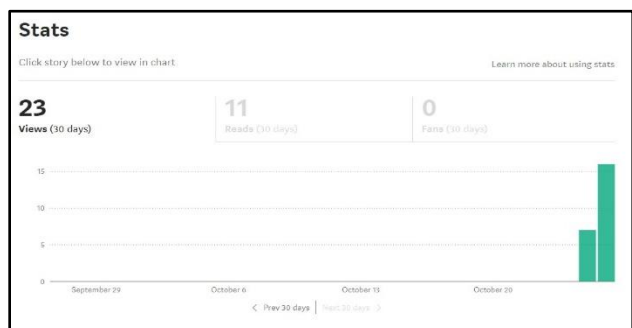 Stats
Click story below to view in chart
Learn more about using stats
23
Views (30 days)
11
Reads (30 days)
0
Fans (30 days)
15
10
5
0
September 29
October 6
October 13
October 20
< Prev 30 days | Next 30 days >